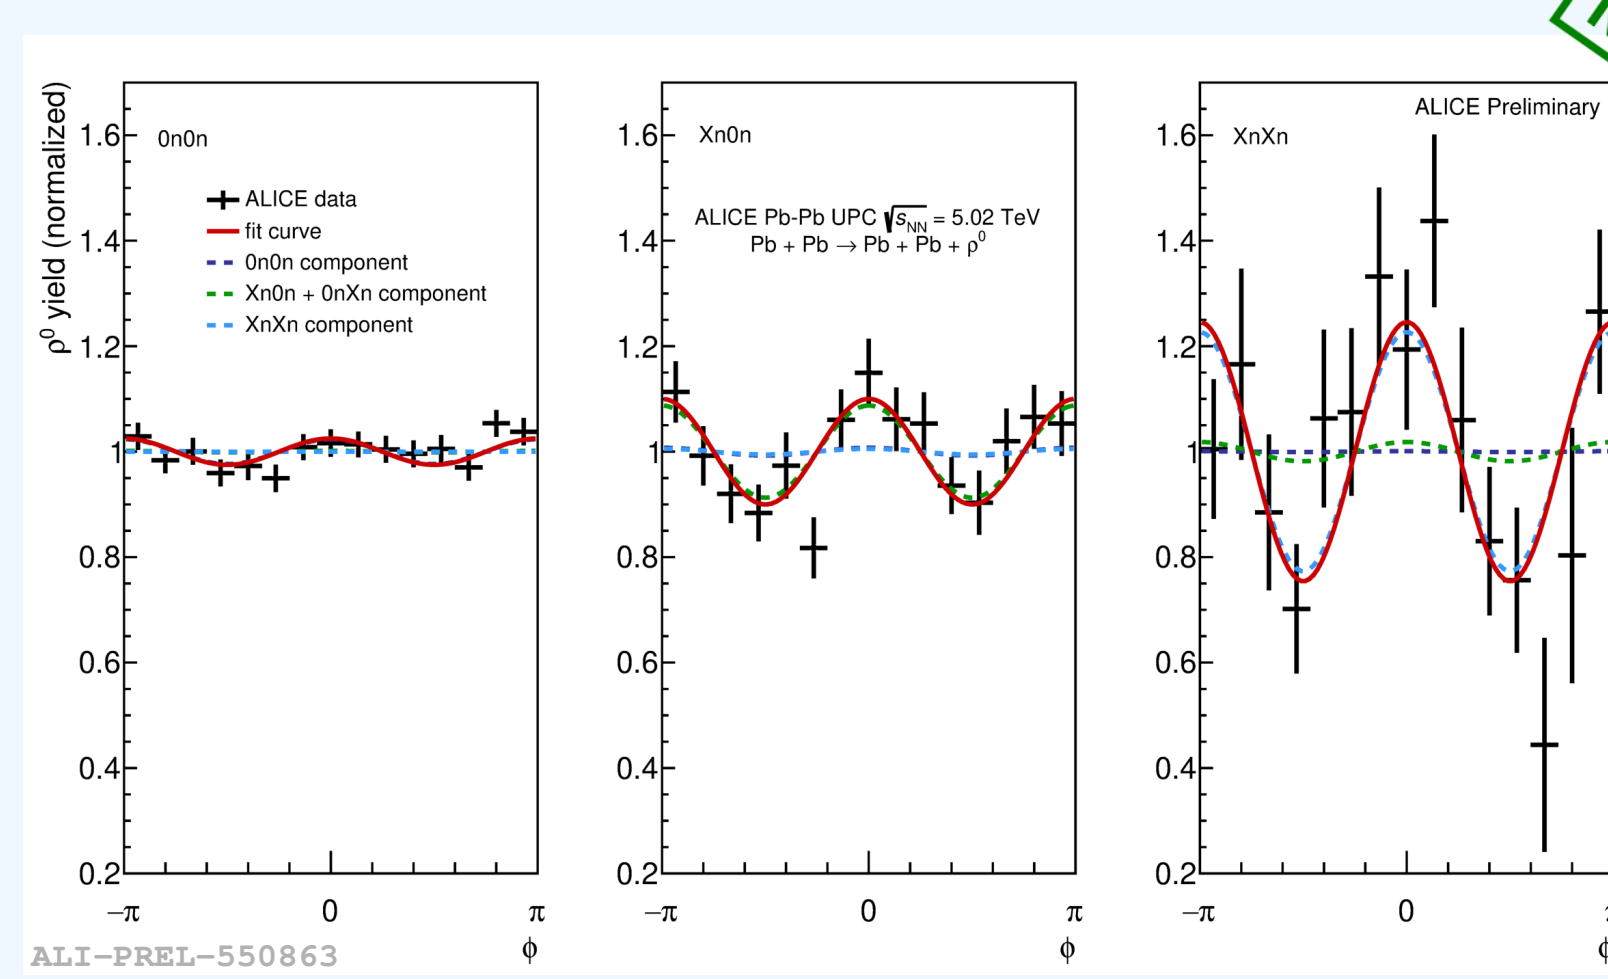 ρ⁰ yield (normalized)
0n0n
ALICE data
fit curve
0n0n component
Xn0n + 0nXn component
XnXn component
1.6
1.4
1.2
1
0.8
0.6
0.4
0.2
−π 0 π
ϕ
Xn0n
ALICE Pb-Pb UPC √sNN = 5.02 TeV
Pb + Pb → Pb + Pb + ρ⁰
1.6
1.4
1.2
1
0.8
0.6
0.4
0.2
−π 0 π
ϕ
ALICE Preliminary
XnXn
1.6
1.4
1.2
1
0.8
0.6
0.4
0.2
−π 0
ϕ
ALI−PREL−550863